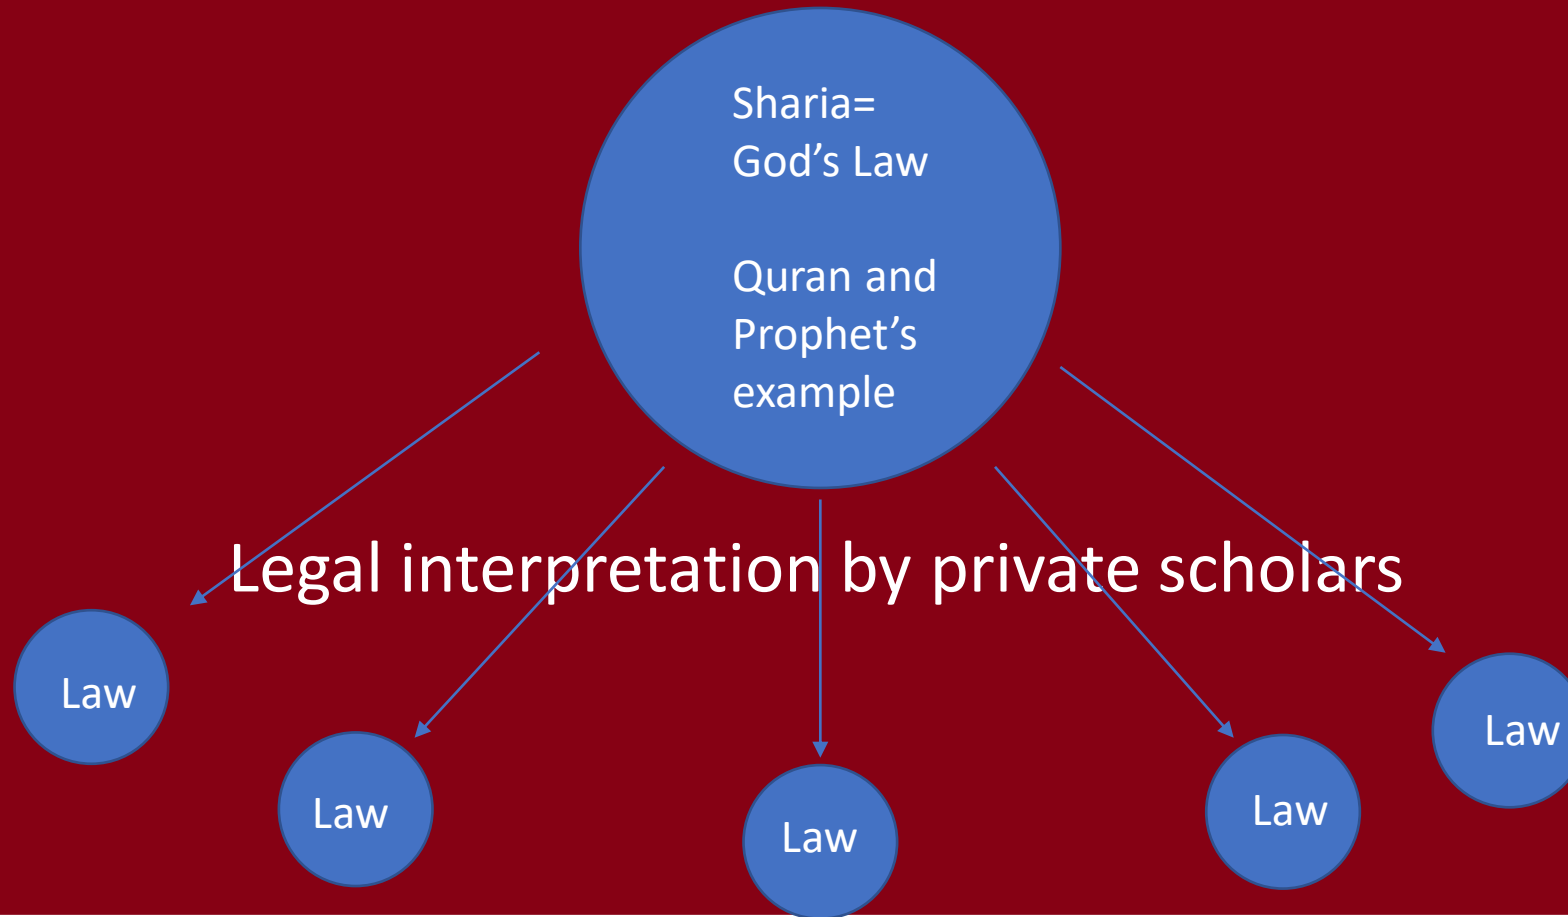 Sharia=
God’s Law
Quran and
Prophet’s
example
Legal interpretation by private scholars
Law
Law
Law
Law
Law